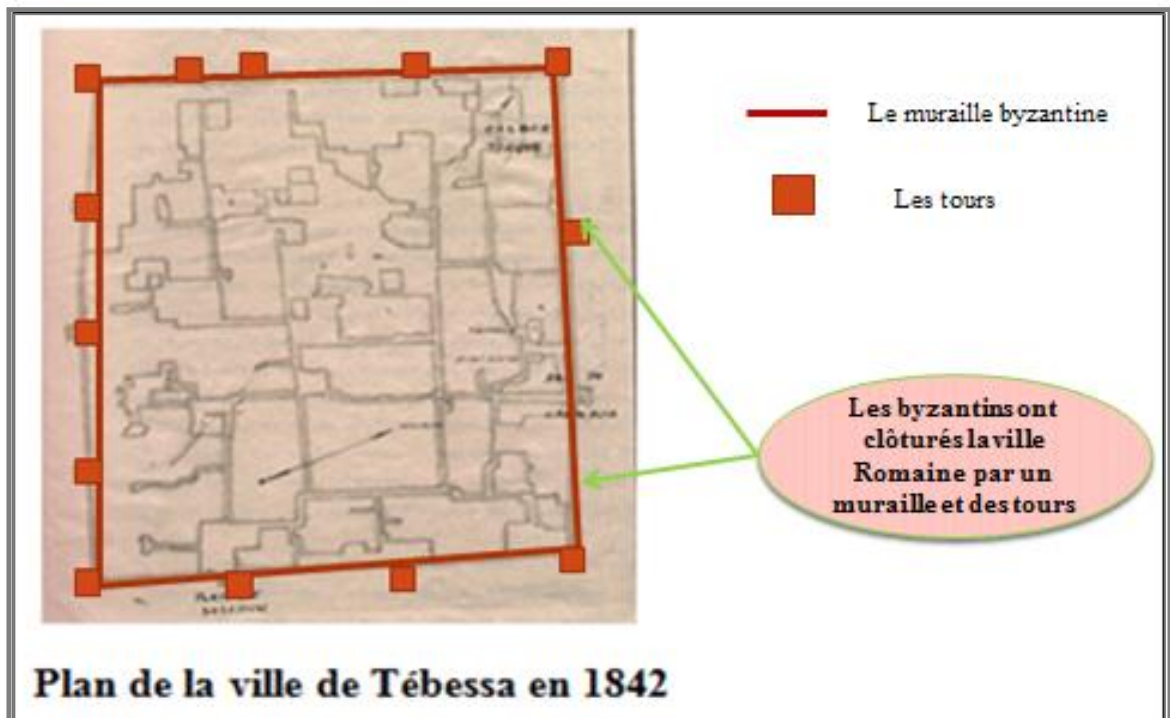 Le muraille byzantine
Les tours
Les byzantins ont
clôturés la ville
Romaine par un
muraille et des tours
Plan de la ville de Tébessa en 1842